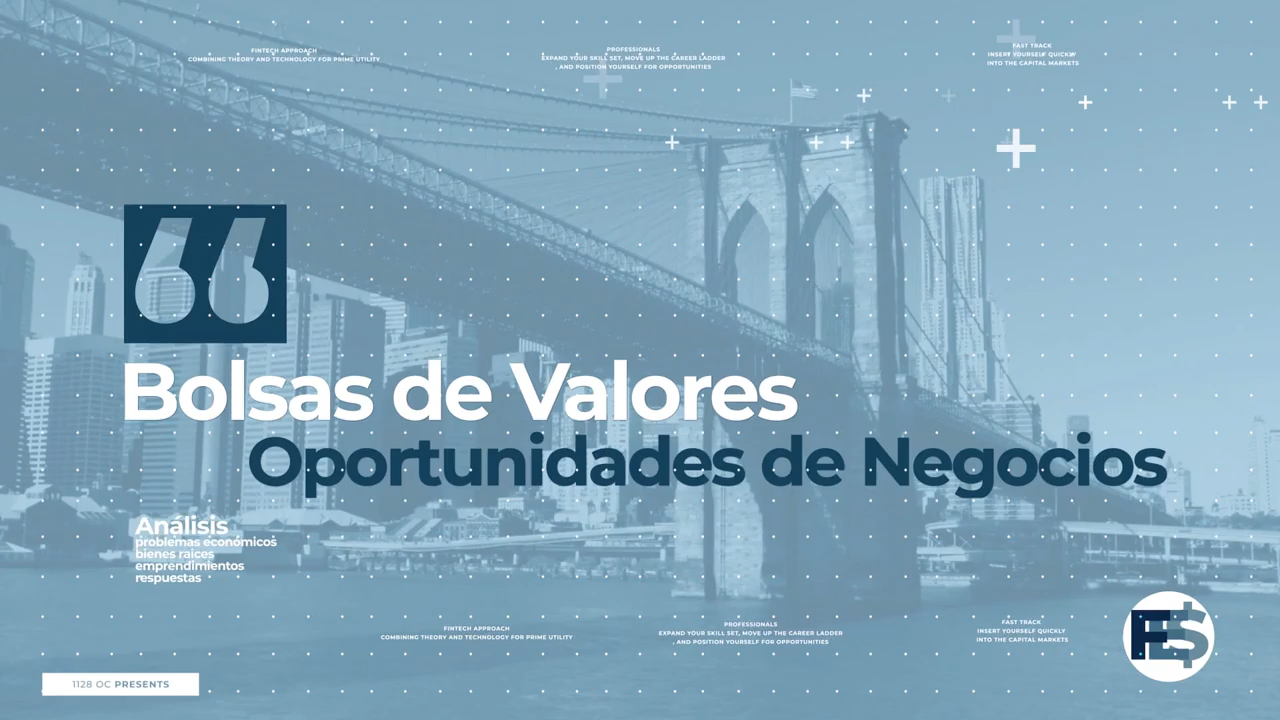 FINTECH APPROACH
COMBINING THEORY AND TECHNOLOGY FOR PRIME UTILITY
PROFESSIONALS
EXPAND YOUR SKILL SET, MOVE UP THE CAREER LADDER
, AND POSITION YOURSELF FOR OPPORTUNITIES
FAST TRACK
INSERT YOURSELF QUICKLY
INTO THE CAPITAL MARKETS
Bolsas de Valores
Oportunidades de Negocios
Análisis
problemas económicos
bienes raices
emprendimientos
respuestas
FINTECH APPROACH
COMBINING THEORY AND TECHNOLOGY FOR PRIME UTILITY
PROFESSIONALS
EXPAND YOUR SKILL SET, MOVE UP THE CAREER LADDER
, AND POSITION YOURSELF FOR OPPORTUNITIES
FAST TRACK
INSERT YOURSELF QUICKLY
INTO THE CAPITAL MARKETS
1128 OC PRESENTS